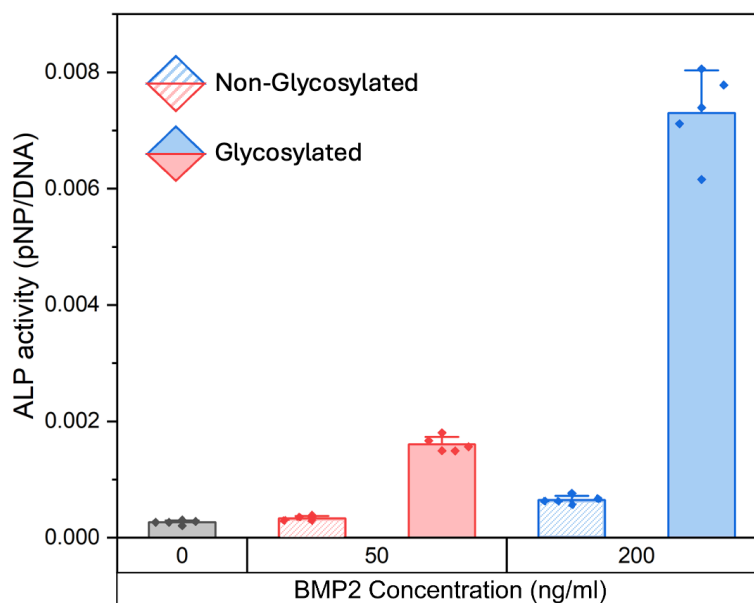 Non-Glycosylated
Glycosylated
ALP activity (pNP/DNA)
0.008
0.006
0.004
0.002
0.000
0 50 200
BMP2 Concentration (ng/ml)